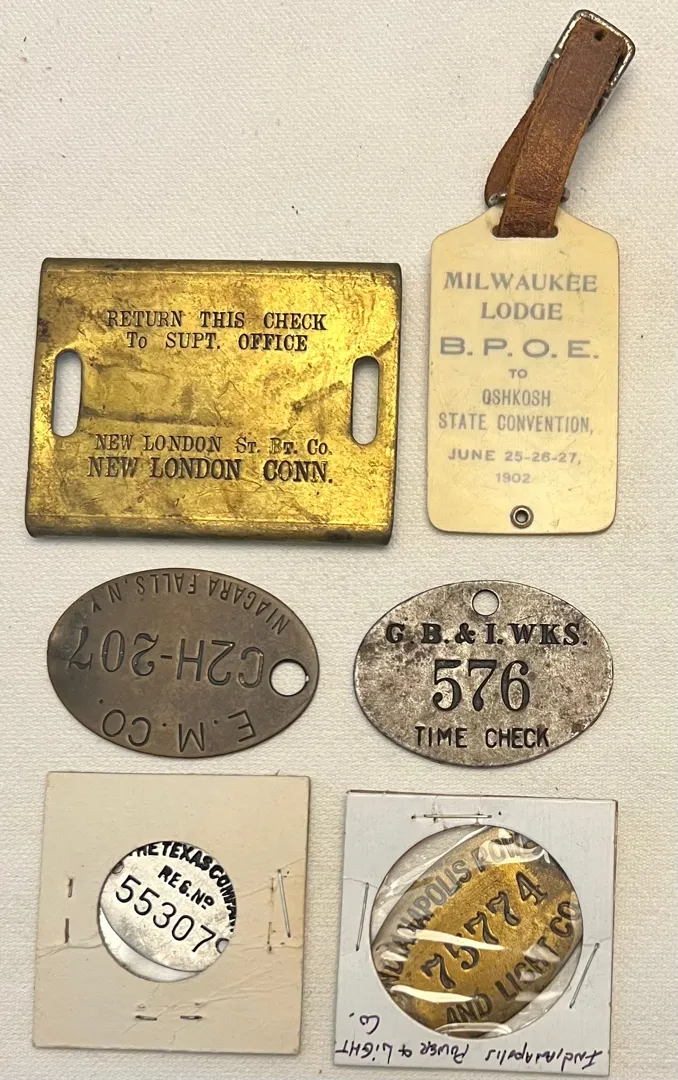 RETURN THIS CHECK
To SUPT. OFFICE
NEW LONDON ST. BT. CO.
NEW LONDON CONN.
MILWAUKEE
LODGE
B. P. O. E.
TO
OSHKOSH
STATE CONVENTION,
JUNE 25-26-27,
1902
E. M. CO.
C2H-207
NIAGARA FALLS, N.Y.
G. B. & I. WKS.
576
TIME CHECK
THE TEXAS COMPANY
REG. No
55307
INDIANAPOLIS POWER
75774
AND LIGHT CO
Indianapolis Power & Light
Co.